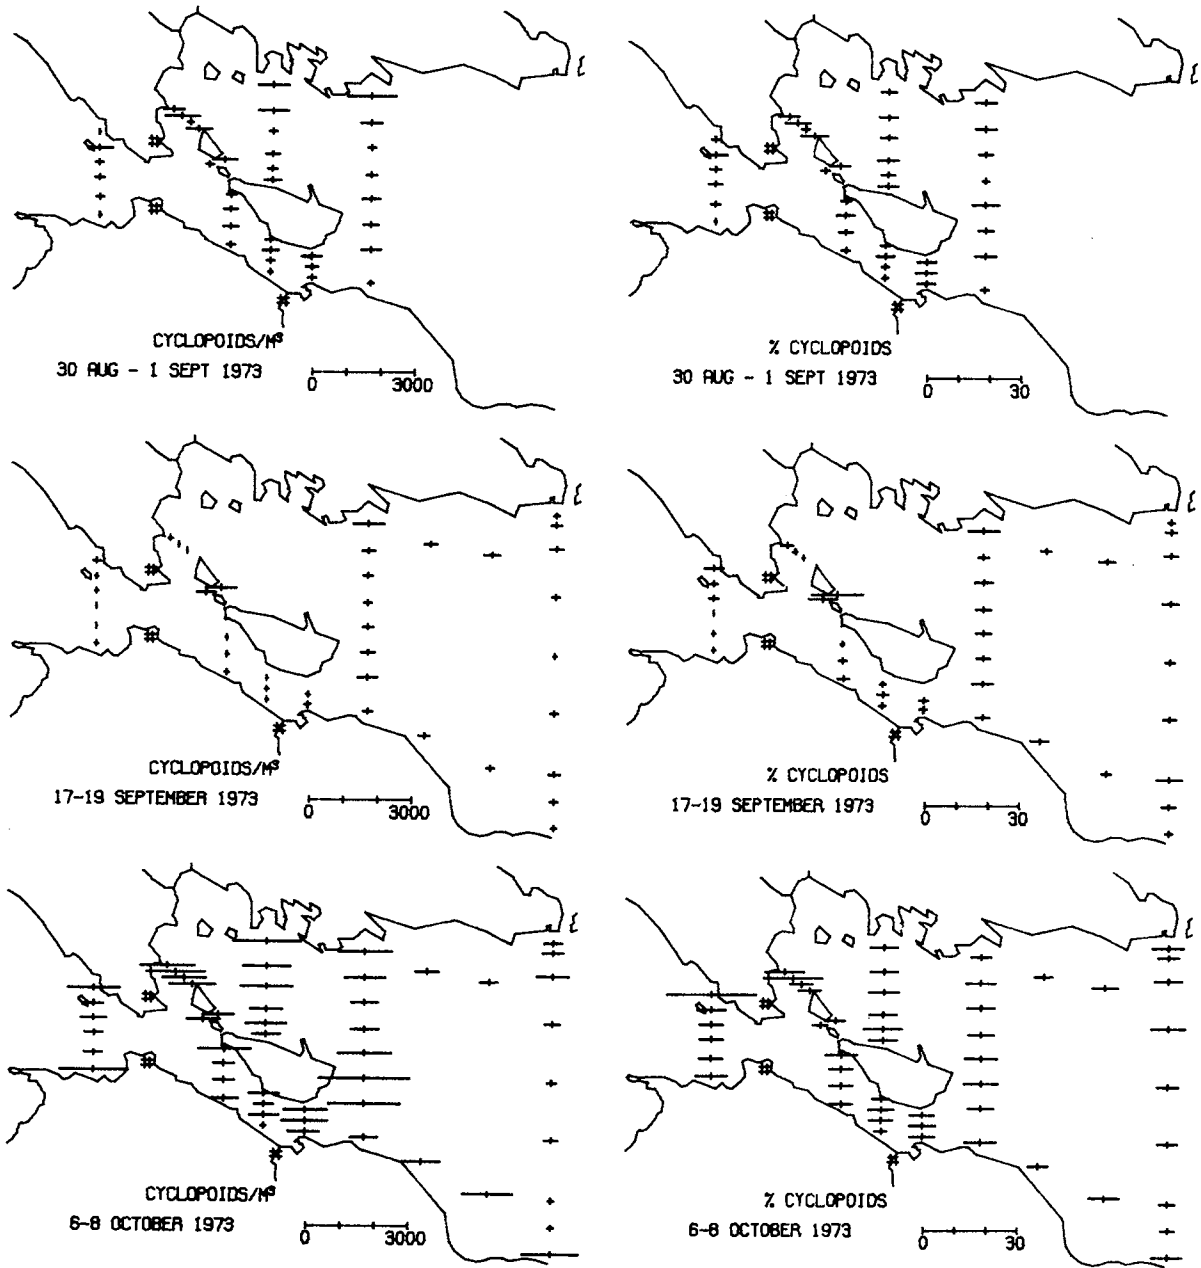 CYCLOPOIDS/M³
30 AUG - 1 SEPT 1973
0 3000
% CYCLOPOIDS
30 AUG - 1 SEPT 1973
0 30
CYCLOPOIDS/M³
17-19 SEPTEMBER 1973
0 3000
% CYCLOPOIDS
17-19 SEPTEMBER 1973
0 30
CYCLOPOIDS/M³
6-8 OCTOBER 1973
0 3000
% CYCLOPOIDS
6-8 OCTOBER 1973
0 30